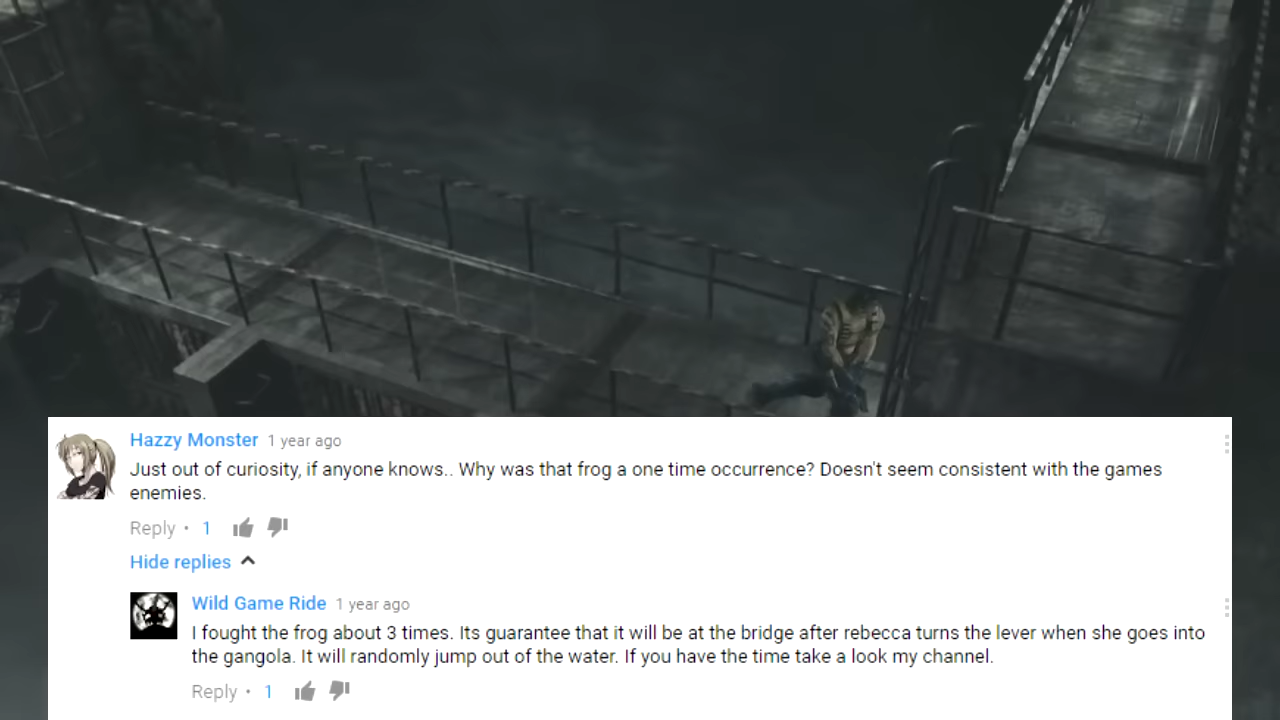 Hazzy Monster 1 year ago
Just out of curiosity, if anyone knows.. Why was that frog a one time occurrence? Doesn't seem consistent with the games
enemies.
Reply • 1
Hide replies
Wild Game Ride 1 year ago
I fought the frog about 3 times. Its guarantee that it will be at the bridge after rebecca turns the lever when she goes into
the gangola. It will randomly jump out of the water. If you have the time take a look my channel.
Reply • 1